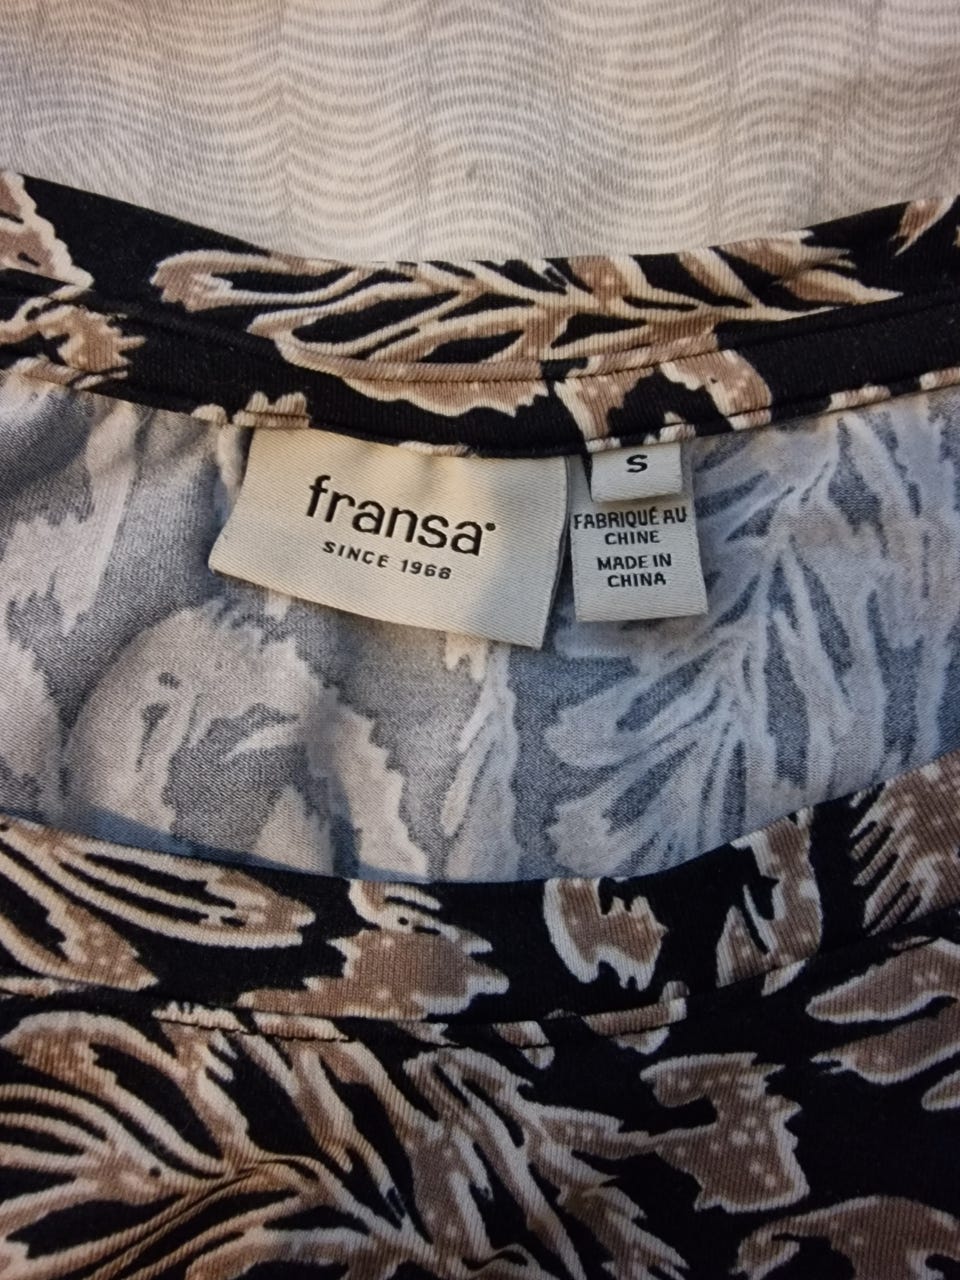 fransa
SINCE 1968
S
FABRIQUÉ AU
CHINE
MADE IN
CHINA